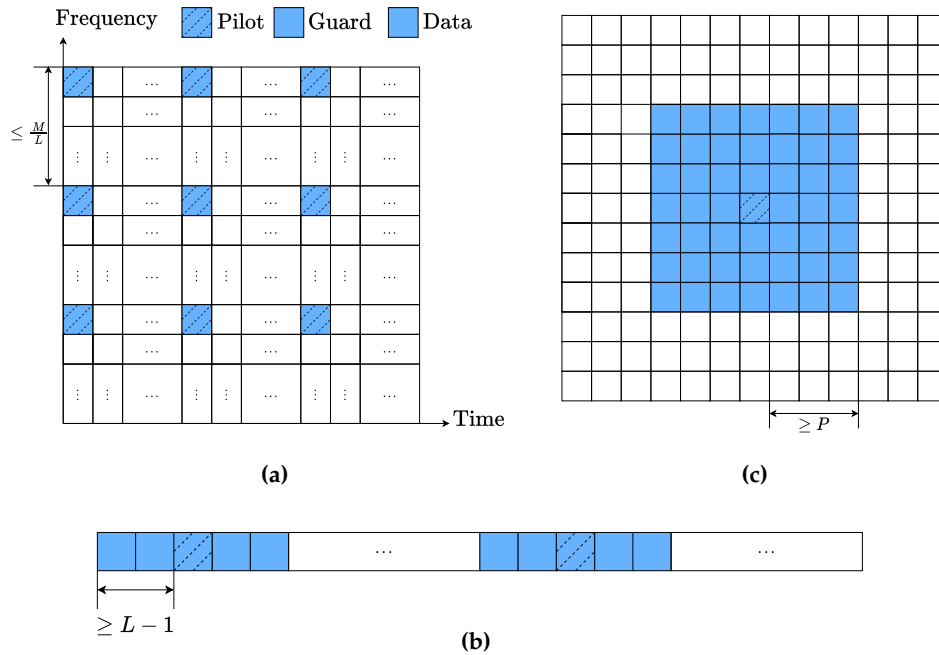 Frequency Pilot Guard Data
... ... ...
... ... ...
≤ M/L
⋮ ⋮ ... ⋮ ⋮ ... ⋮ ⋮ ...
... ... ...
... ... ...
⋮ ⋮ ... ⋮ ⋮ ... ⋮ ⋮ ...
... ... ...
... ... ...
⋮ ⋮ ... ⋮ ⋮ ... ⋮ ⋮ ...
Time
(a)
≥ P
(c)
... ...
≥ L − 1
(b)